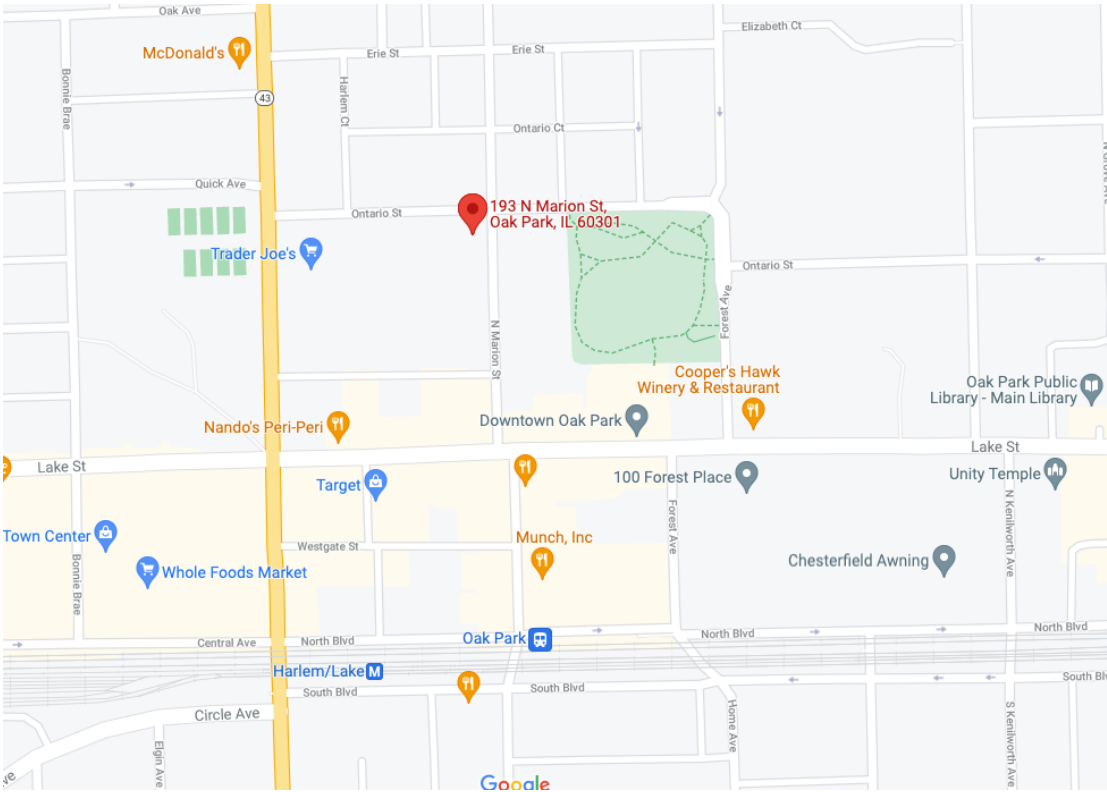 Oak Ave
Elizabeth Ct
McDonald's
Erie St
Erie St
Bonnie Brae
Harlem Ct
43
Ontario Ct
Quick Ave
Ontario St
193 N Marion St,
Oak Park, IL 60301
Trader Joe's
Ontario St
Forest Ave
N Marion St
Cooper's Hawk
Winery & Restaurant
Oak Park Public
Library - Main Library
Nando's Peri-Peri
Downtown Oak Park
Lake St
Lake St
Target
100 Forest Place
Unity Temple
Town Center
Forest Ave
N Kenilworth Ave
Munch, Inc
Westgate St
Bonnie Brae
Whole Foods Market
Chesterfield Awning
Central Ave
North Blvd
Oak Park
North Blvd
North Blvd
Harlem/Lake M
South Blvd
South Blvd
South Bl
Circle Ave
Home Ave
S Kenilworth Ave
Elgin Ave
ve
Google